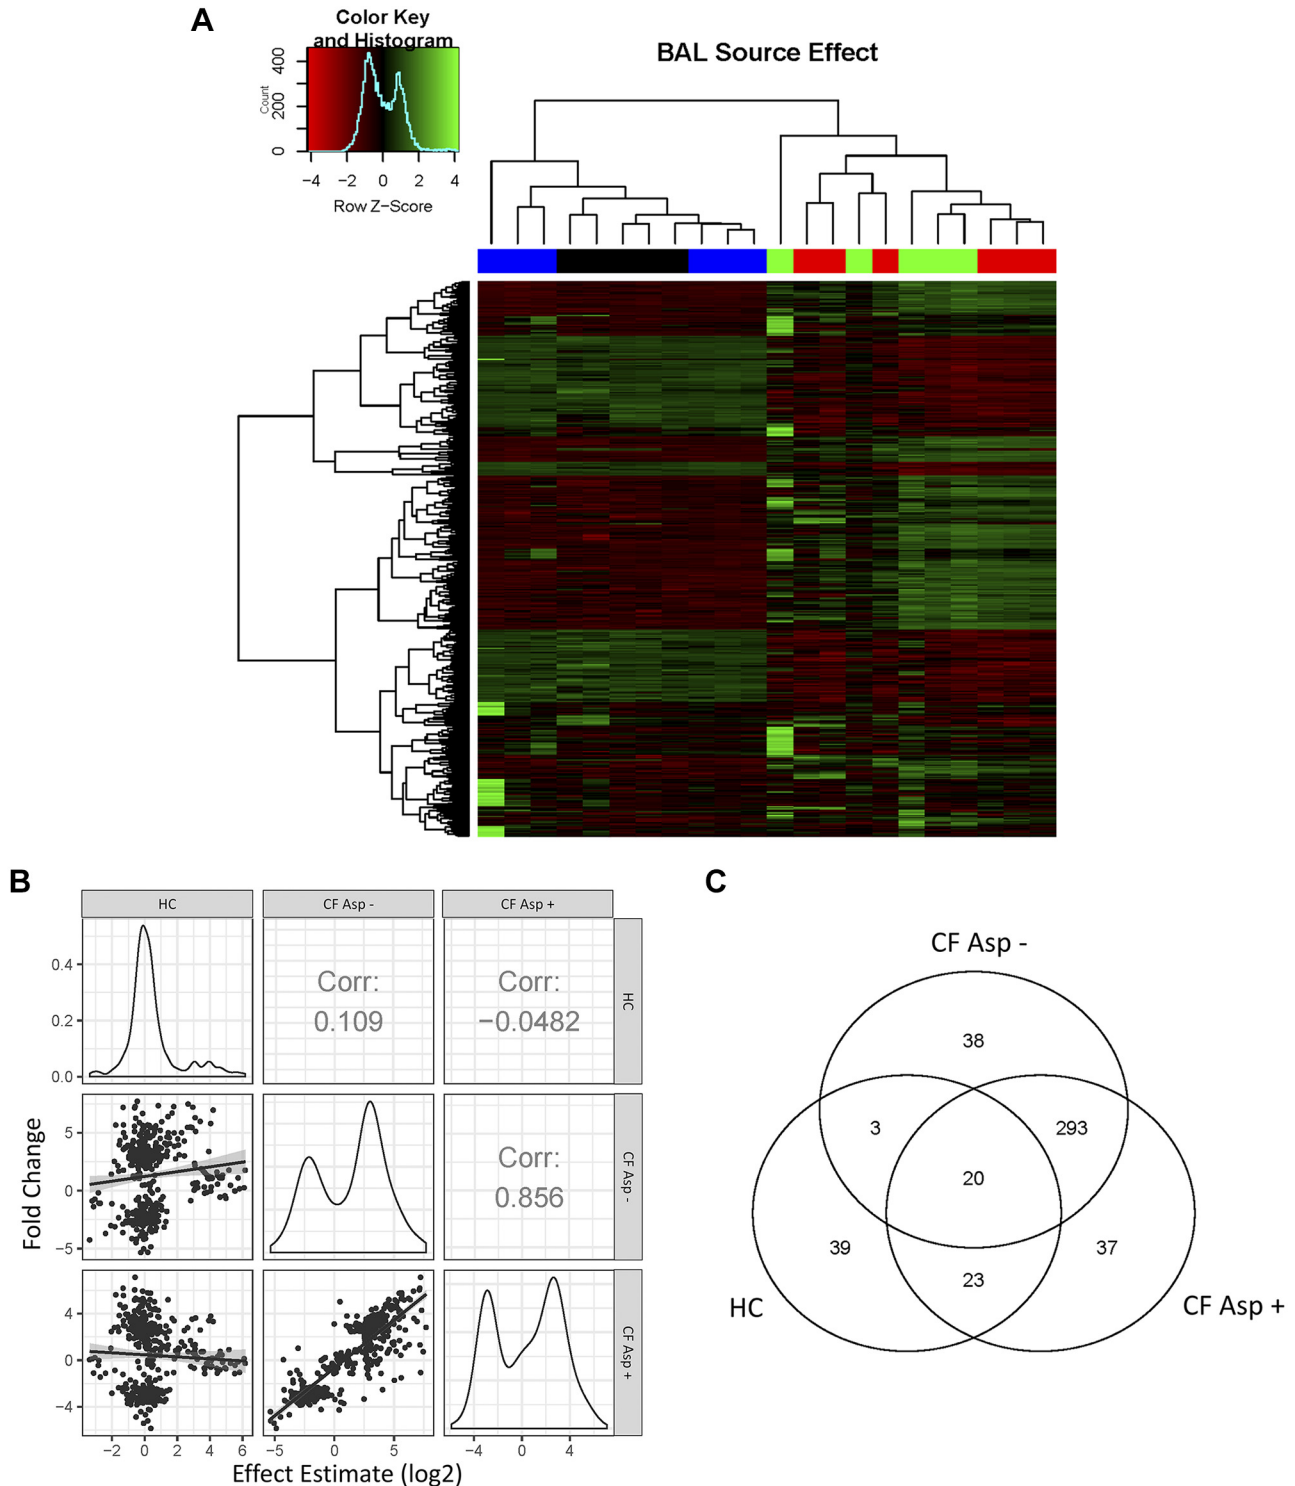 A
Color Key
and Histogram
Count
0
200
400
−4 −2 0 2 4
Row Z−Score
BAL Source Effect
B
HC
CF Asp -
CF Asp +
0.4
0.2
0.0
Corr:
0.109
Corr:
−0.0482
HC
5
0
−5
Corr:
0.856
CF Asp -
4
0
−4
CF Asp +
−2 0 2 4 6
−5 0 5
−4 0 4
Fold Change
Effect Estimate (log2)
C
CF Asp -
38
3
293
20
39
37
23
HC
CF Asp +